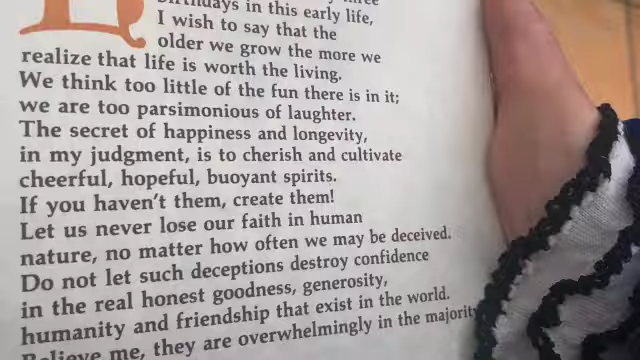 birthdays in this early life,
I wish to say that the
older we grow the more we
realize that life is worth the living.
We think too little of the fun there is in it;
we are too parsimonious of laughter.
The secret of happiness and longevity,
in my judgment, is to cherish and cultivate
cheerful, hopeful, buoyant spirits.
If you haven't them, create them!
Let us never lose our faith in human
nature, no matter how often we may be deceived.
Do not let such deceptions destroy confidence
in the real honest goodness, generosity,
humanity and friendship that exist in the world.
Believe me, they are overwhelmingly in the majority